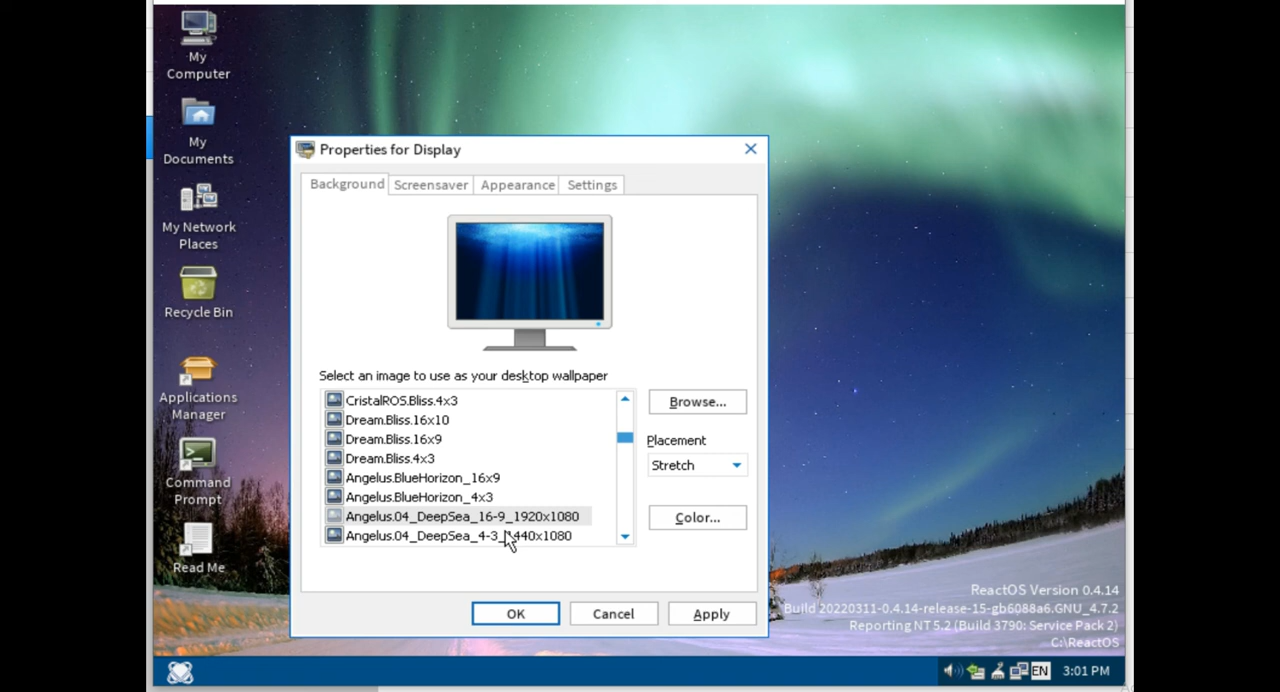 My
Computer
My
Documents
My Network
Places
Recycle Bin
Applications
Manager
Command
Prompt
Read Me
Properties for Display
Background
Screensaver
Appearance
Settings
Select an image to use as your desktop wallpaper
CristalROS.Bliss.4x3
Dream.Bliss.16x10
Dream.Bliss.16x9
Dream.Bliss.4x3
Angelus.BlueHorizon_16x9
Angelus.BlueHorizon_4x3
Angelus.04_DeepSea_16-9_1920x1080
Angelus.04_DeepSea_4-3_1440x1080
Browse...
Placement
Stretch
Color...
OK
Cancel
Apply
ReactOS Version 0.4.14
Build 20220311-0.4.14-release-15-gb6088a6.GNU_4.7.2
Reporting NT 5.2 (Build 3790: Service Pack 2)
C:\ReactOS
EN
3:01 PM